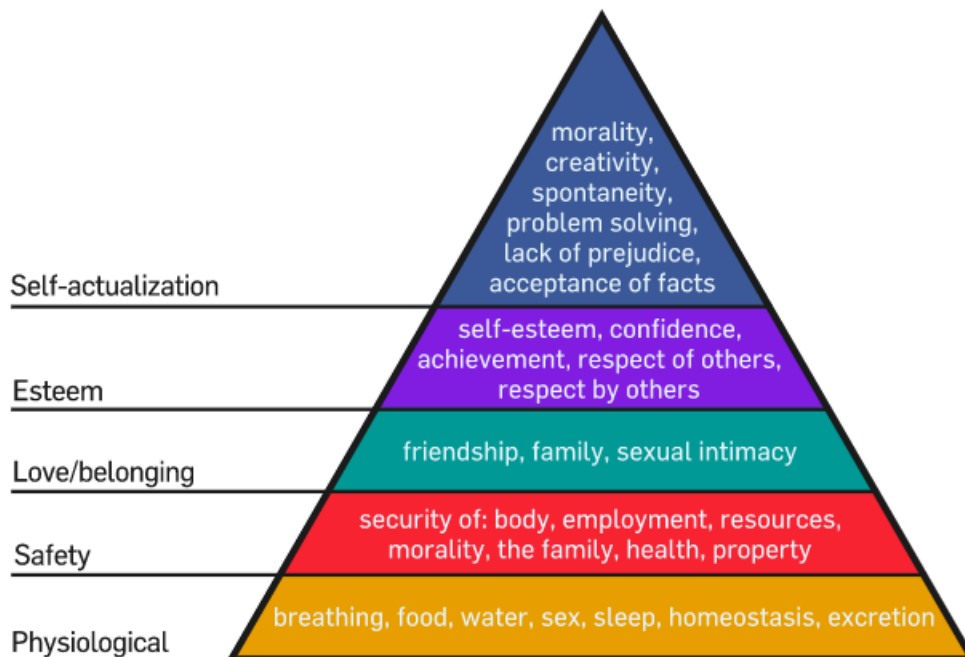 morality,
creativity,
spontaneity,
problem solving,
lack of prejudice,
acceptance of facts
Self-actualization
self-esteem, confidence,
achievement, respect of others,
respect by others
Esteem
friendship, family, sexual intimacy
Love/belonging
security of: body, employment, resources,
morality, the family, health, property
Safety
breathing, food, water, sex, sleep, homeostasis, excretion
Physiological